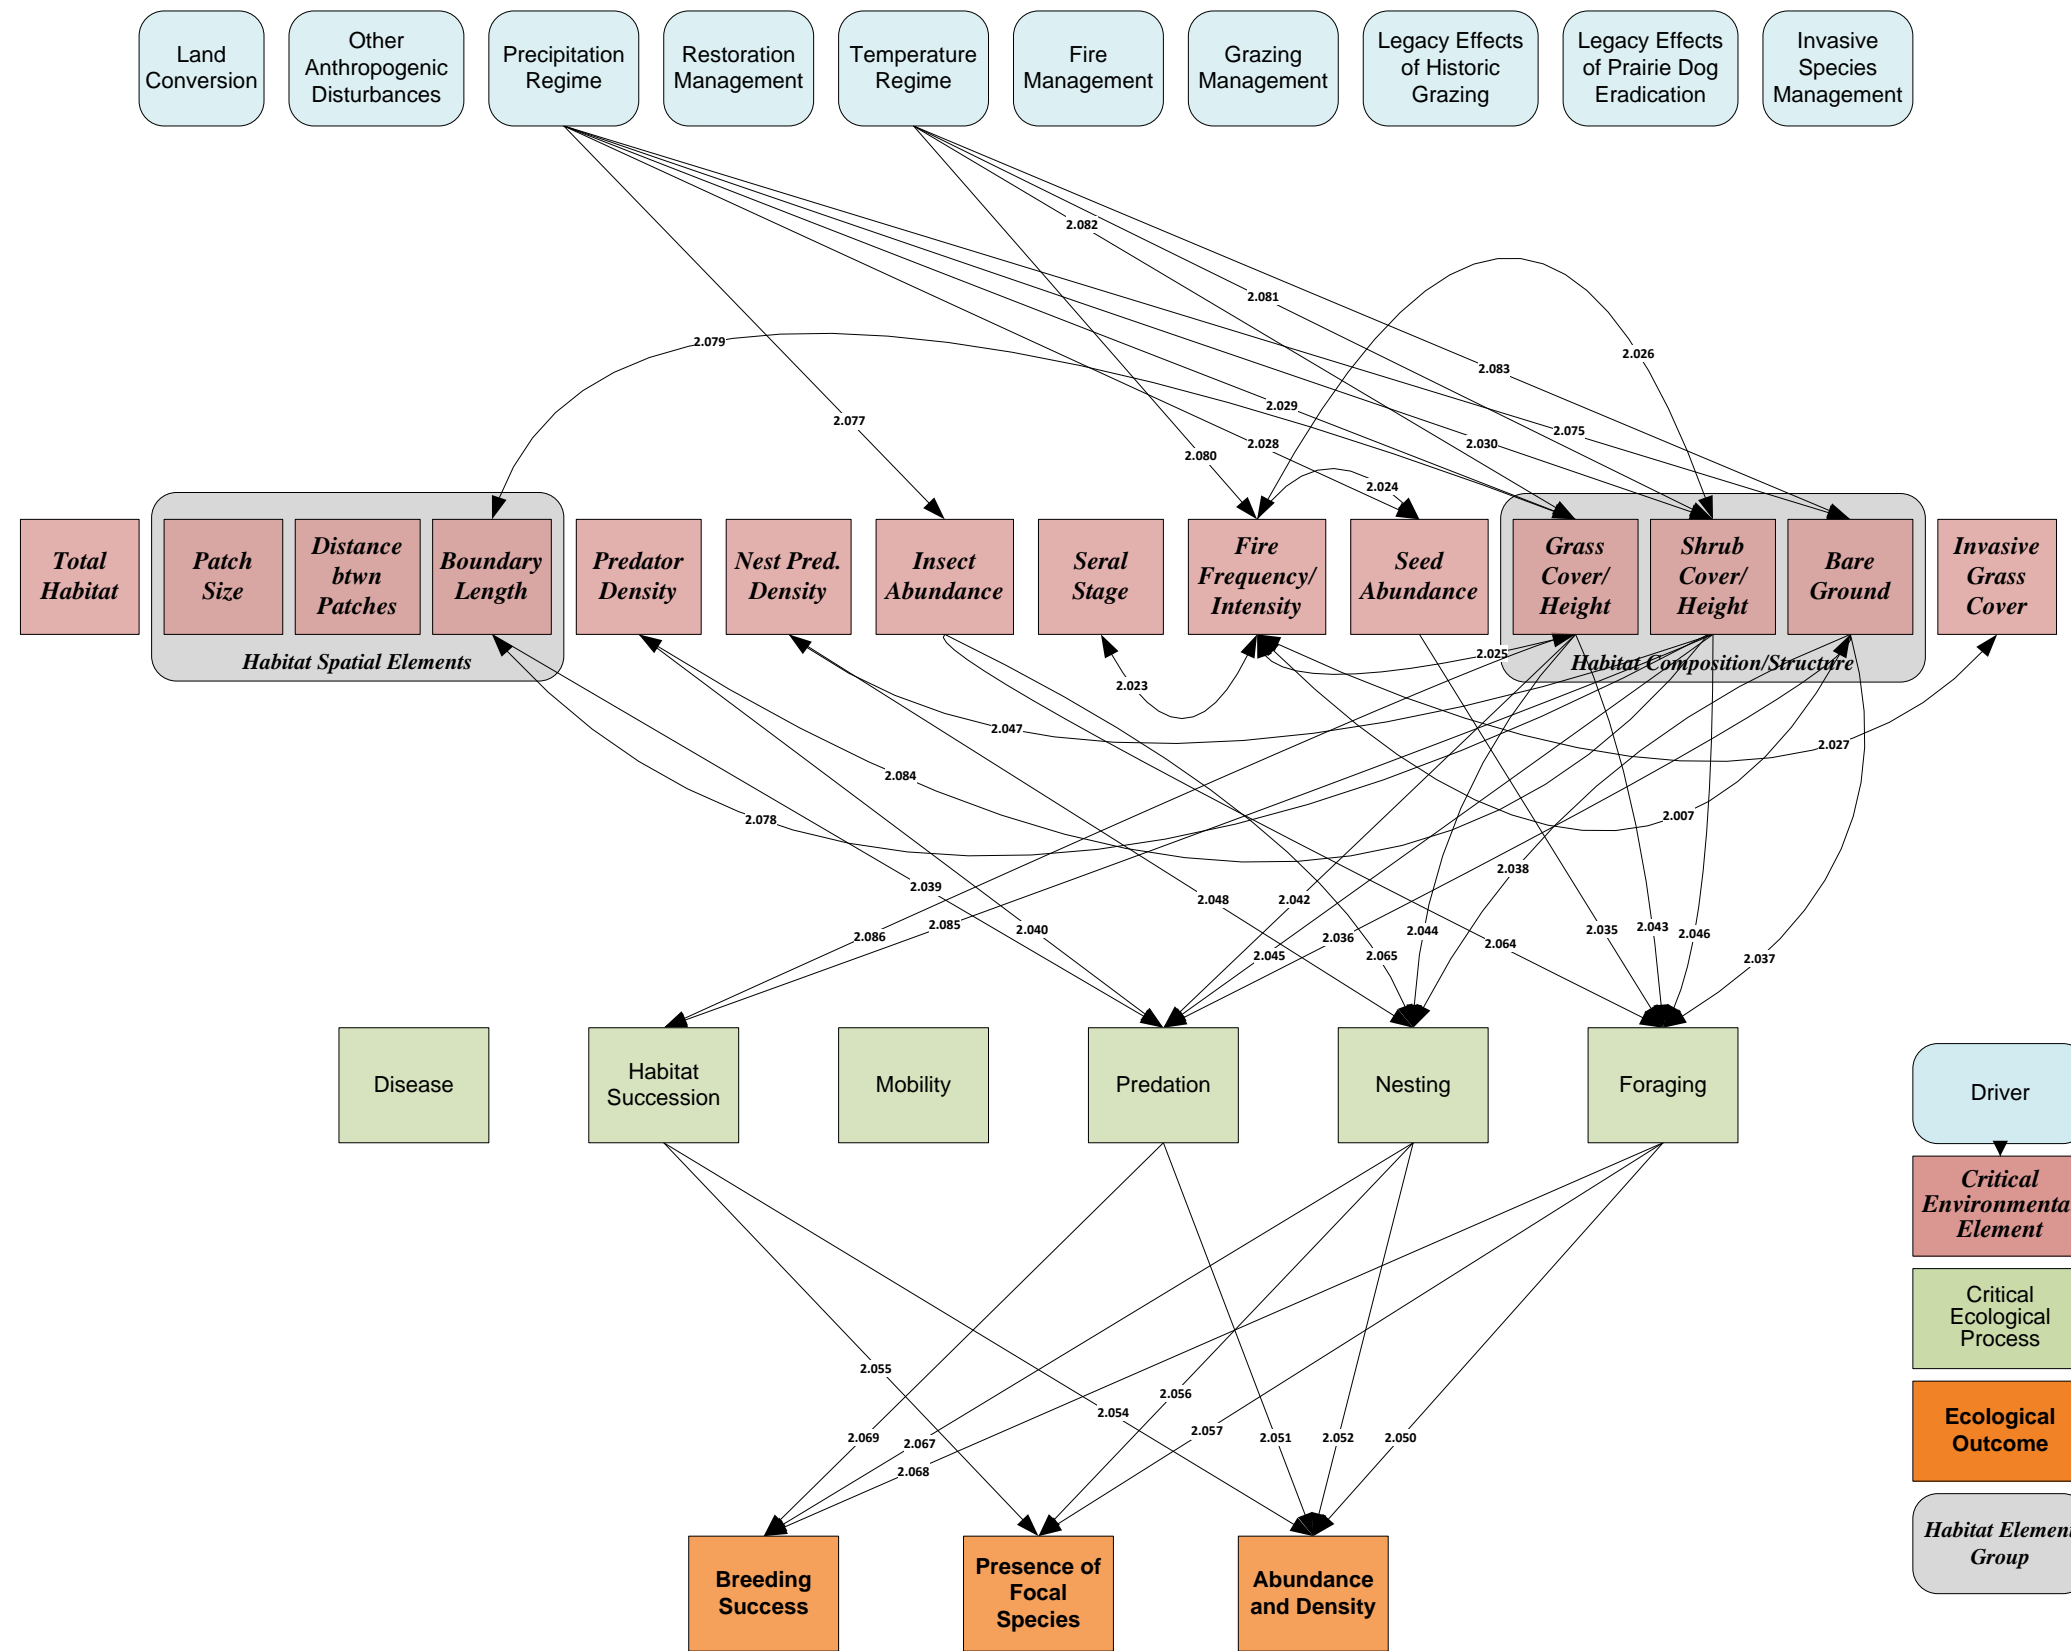 Land
Conversion
Other
Anthropogenic
Disturbances
Precipitation
Regime
Restoration
Management
Temperature
Regime
Fire
Management
Grazing
Management
Legacy Effects
of Historic
Grazing
Legacy Effects
of Prairie Dog
Eradication
Invasive
Species
Management
2.082
2.081
2.079
2.026
2.083
2.029
2.077
2.075
2.028
2.030
2.080
2.024
Total
Habitat
Patch
Size
Distance
btwn
Patches
Boundary
Length
Habitat Spatial Elements
Predator
Density
Nest Pred.
Density
Insect
Abundance
Seral
Stage
Fire
Frequency/
Intensity
Seed
Abundance
Grass
Cover/
Height
Shrub
Cover/
Height
Bare
Ground
Habitat Composition/Structure
Invasive
Grass
Cover
2.025
2.023
2.047
2.027
2.084
2.078
2.007
2.038
2.039
2.048
2.042
2.085
2.040
2.044
2.035
2.043
2.046
2.086
2.036
2.064
2.045
2.065
2.037
Disease
Habitat
Succession
Mobility
Predation
Nesting
Foraging
Driver
Critical
Environmenta
Element
Critical
Ecological
Process
Ecological
Outcome
Habitat Elemen
Group
2.055
2.056
2.054
2.057
2.069
2.067
2.051
2.052
2.050
2.068
Breeding
Success
Presence of
Focal
Species
Abundance
and Density